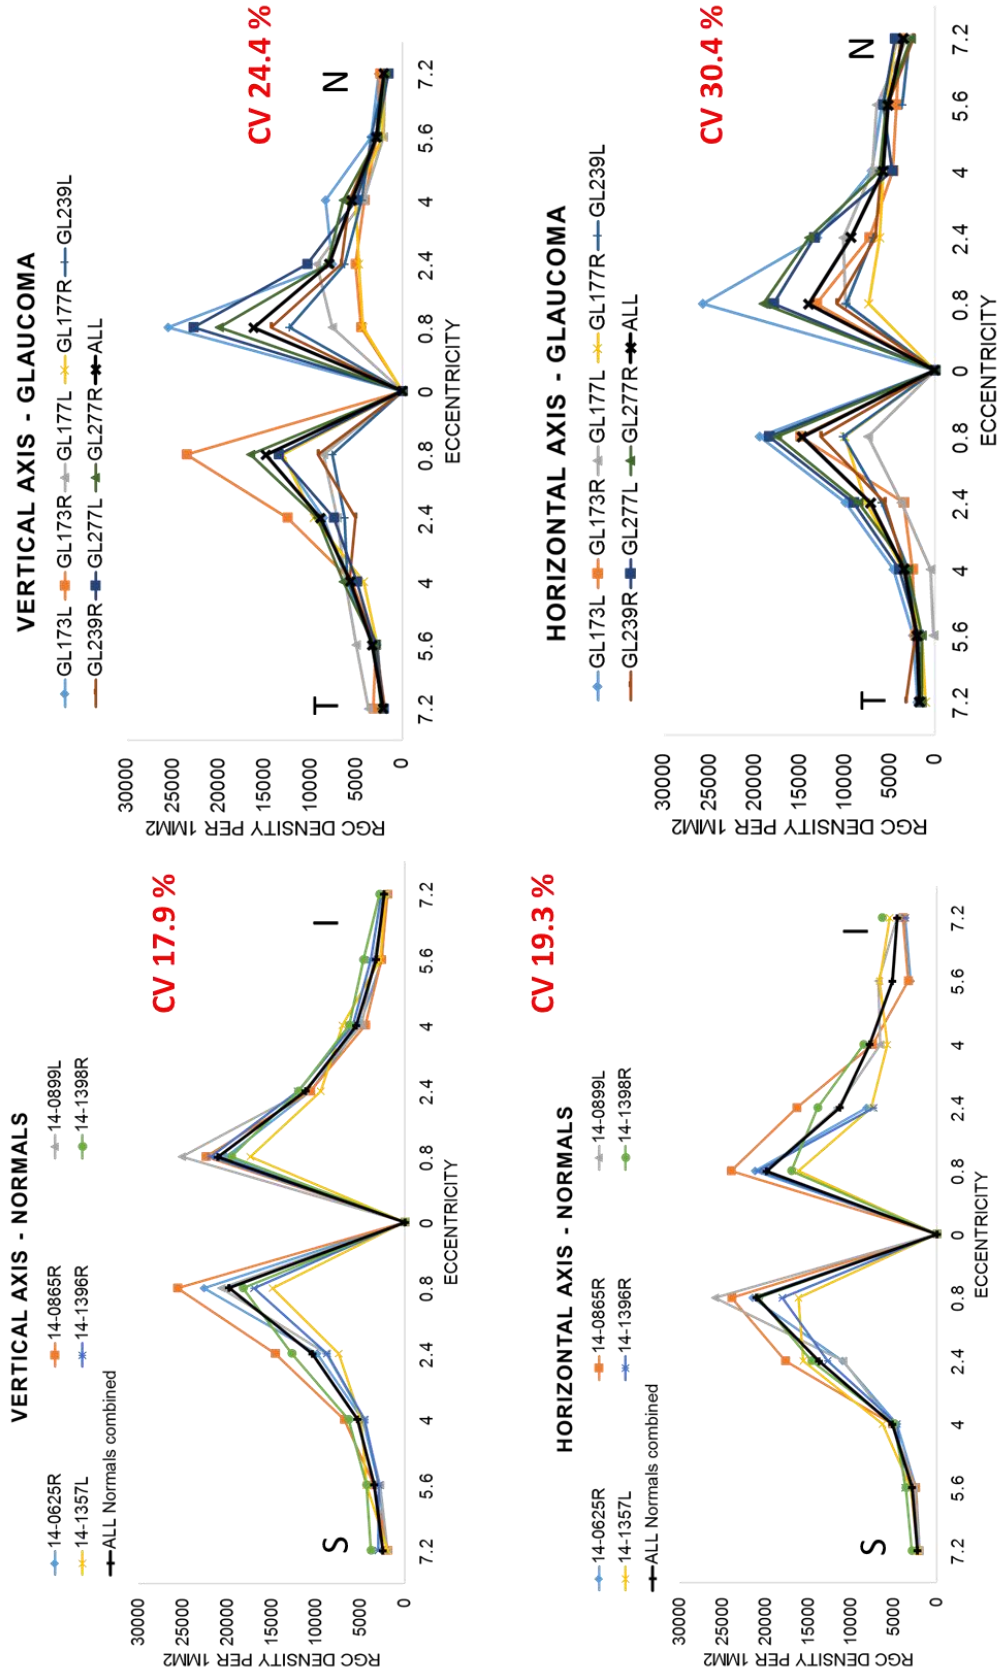 VERTICAL AXIS - NORMALS
14-0625R 14-0865R 14-0899L
14-1357L 14-1396R 14-1398R
ALL Normals combined
CV 17.9 %
S
I
RGC DENSITY PER 1MM2
30000
25000
20000
15000
10000
5000
0
7.2 5.6 4 2.4 0.8 0 0.8 2.4 4 5.6 7.2
ECCENTRICITY
VERTICAL AXIS - GLAUCOMA
GL173L GL173R GL177L GL177R GL239L
GL239R GL277L GL277R ALL
CV 24.4 %
T
N
RGC DENSITY PER 1MM2
30000
25000
20000
15000
10000
5000
0
7.2 5.6 4 2.4 0.8 0 0.8 2.4 4 5.6 7.2
ECCENTRICITY
HORIZONTAL AXIS - NORMALS
14-0625R 14-0865R 14-0899L
14-1357L 14-1396R 14-1398R
ALL Normals combined
CV 19.3 %
S
I
RGC DENSITY PER 1MM2
30000
25000
20000
15000
10000
5000
0
7.2 5.6 4 2.4 0.8 0 0.8 2.4 4 5.6 7.2
ECCENTRICITY
HORIZONTAL AXIS - GLAUCOMA
GL173L GL173R GL177L GL177R GL239L
GL239R GL277L GL277R ALL
CV 30.4 %
T
N
RGC DENSITY PER 1MM2
30000
25000
20000
15000
10000
5000
0
7.2 5.6 4 2.4 0.8 0 0.8 2.4 4 5.6 7.2
ECCENTRICITY